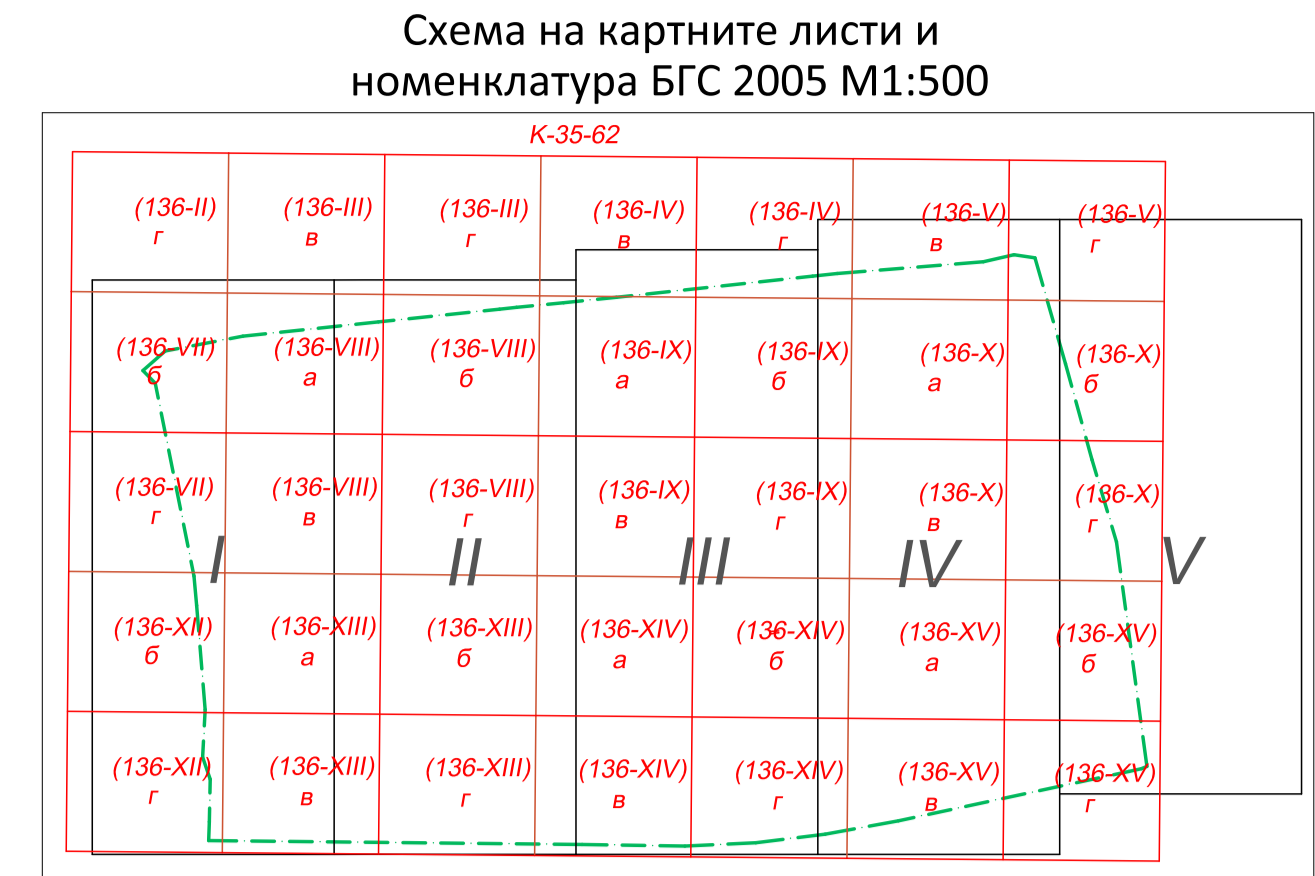 Схема на картните листи и
номенклатура БГС 2005 М1:500
K-35-62
(136-II) (136-III) (136-III) (136-IV) (136-IV) (136-V) (136-V)
г в г в г в г
(136-VII) (136-VIII) (136-VIII) (136-IX) (136-IX) (136-X) (136-X)
б а б а б а б
(136-VII) (136-VIII) (136-VIII) (136-IX) (136-IX) (136-X) (136-X)
г в г в г в г
I II III IV V
(136-XII) (136-XIII) (136-XIII) (136-XIV) (136-XIV) (136-XV) (136-XV)
б а б а б а б
(136-XII) (136-XIII) (136-XIII) (136-XIV) (136-XIV) (136-XV) (136-XV)
г в г в г в г